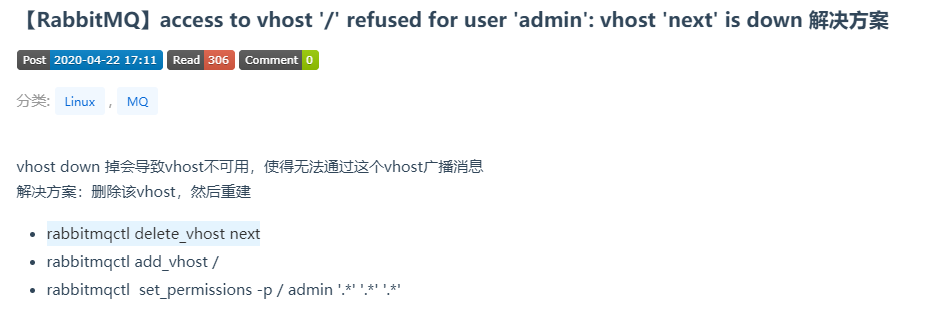 【RabbitMQ】access to vhost '/' refused for user 'admin': vhost 'next' is down 解决方案
Post 2020-04-22 17:11 Read 306 Comment 0
分类: Linux , MQ
vhost down 掉会导致vhost不可用，使得无法通过这个vhost广播消息
解决方案：删除该vhost，然后重建
• rabbitmqctl delete_vhost next
• rabbitmqctl add_vhost /
• rabbitmqctl  set_permissions -p / admin '.*' '.*' '.*'